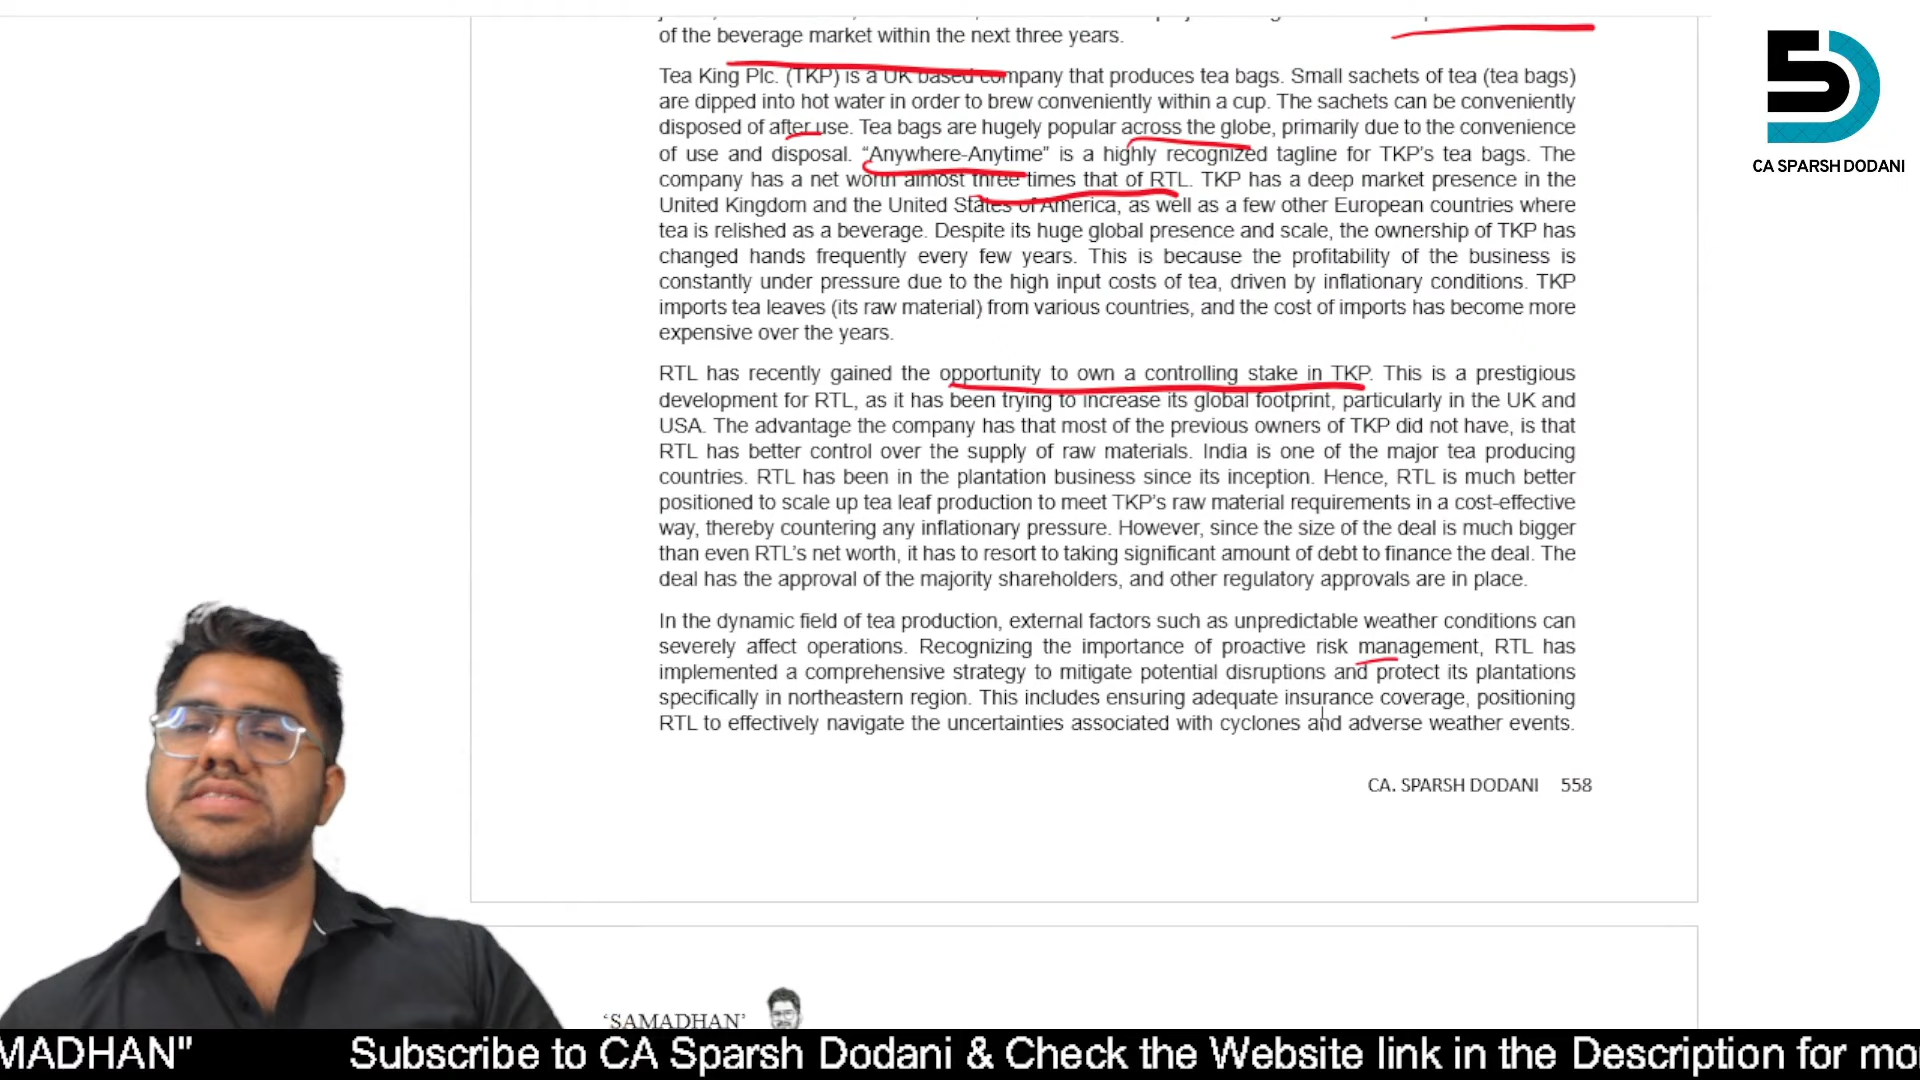 of the beverage market within the next three years.
Tea King Plc. (TKP) is a UK based company that produces tea bags. Small sachets of tea (tea bags)
are dipped into hot water in order to brew conveniently within a cup. The sachets can be conveniently
disposed of after use. Tea bags are hugely popular across the globe, primarily due to the convenience
of use and disposal. “Anywhere-Anytime” is a highly recognized tagline for TKP’s tea bags. The
company has a net worth almost three times that of RTL. TKP has a deep market presence in the
United Kingdom and the United States of America, as well as a few other European countries where
tea is relished as a beverage. Despite its huge global presence and scale, the ownership of TKP has
changed hands frequently every few years. This is because the profitability of the business is
constantly under pressure due to the high input costs of tea, driven by inflationary conditions. TKP
imports tea leaves (its raw material) from various countries, and the cost of imports has become more
expensive over the years.
RTL has recently gained the opportunity to own a controlling stake in TKP. This is a prestigious
development for RTL, as it has been trying to increase its global footprint, particularly in the UK and
USA. The advantage the company has that most of the previous owners of TKP did not have, is that
RTL has better control over the supply of raw materials. India is one of the major tea producing
countries. RTL has been in the plantation business since its inception. Hence, RTL is much better
positioned to scale up tea leaf production to meet TKP’s raw material requirements in a cost-effective
way, thereby countering any inflationary pressure. However, since the size of the deal is much bigger
than even RTL’s net worth, it has to resort to taking significant amount of debt to finance the deal. The
deal has the approval of the majority shareholders, and other regulatory approvals are in place.
In the dynamic field of tea production, external factors such as unpredictable weather conditions can
severely affect operations. Recognizing the importance of proactive risk management, RTL has
implemented a comprehensive strategy to mitigate potential disruptions and protect its plantations
specifically in northeastern region. This includes ensuring adequate insurance coverage, positioning
RTL to effectively navigate the uncertainties associated with cyclones and adverse weather events.
CA. SPARSH DODANI 558
CA SPARSH DODANI
‘SAMADHAN’
MADHAN" Subscribe to CA Sparsh Dodani & Check the Website link in the Description for mo